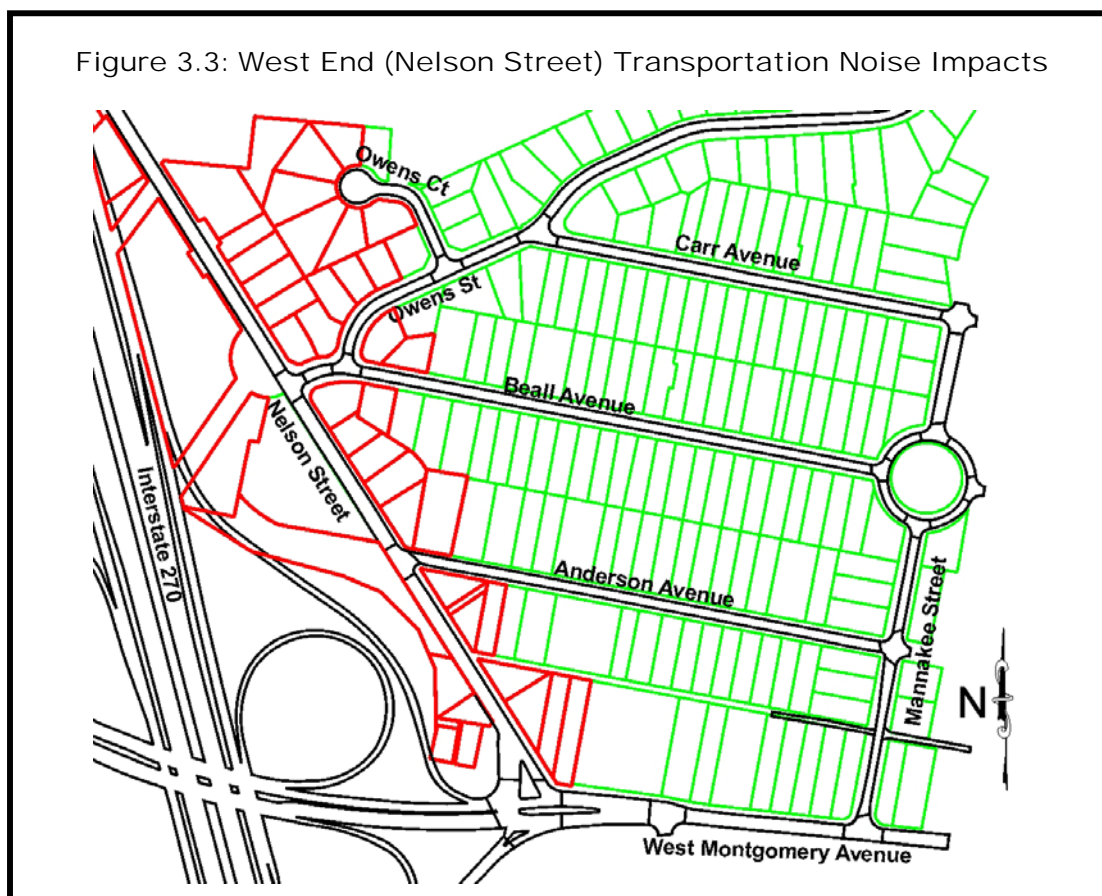 Figure 3.3: West End (Nelson Street) Transportation Noise Impacts
Owens Ct
Carr Avenue
Owens St
Beall Avenue
Nelson Street
Interstate 270
Anderson Avenue
Mannakee Street
N
West Montgomery Avenue